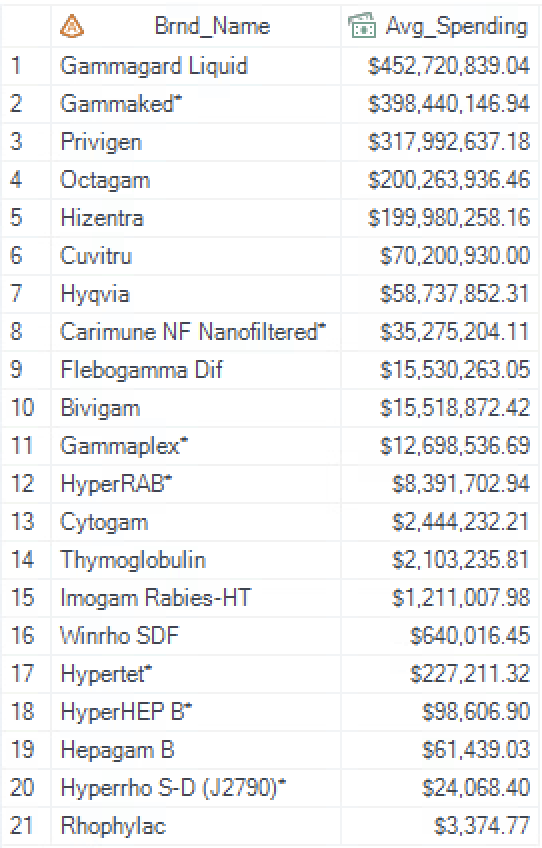 Brnd_Name Avg_Spending
1 Gammagard Liquid $452,720,839.04
2 Gammaked* $398,440,146.94
3 Privigen $317,992,637.18
4 Octagam $200,263,936.46
5 Hizentra $199,980,258.16
6 Cuvitru $70,200,930.00
7 Hyqvia $58,737,852.31
8 Carimune NF Nanofiltered* $35,275,204.11
9 Flebogamma Dif $15,530,263.05
10 Bivigam $15,518,872.42
11 Gammaplex* $12,698,536.69
12 HyperRAB* $8,391,702.94
13 Cytogam $2,444,232.21
14 Thymoglobulin $2,103,235.81
15 Imogam Rabies-HT $1,211,007.98
16 Winrho SDF $640,016.45
17 Hypertet* $227,211.32
18 HyperHEP B* $98,606.90
19 Hepagam B $61,439.03
20 Hyperrho S-D (J2790)* $24,068.40
21 Rhophylac $3,374.77